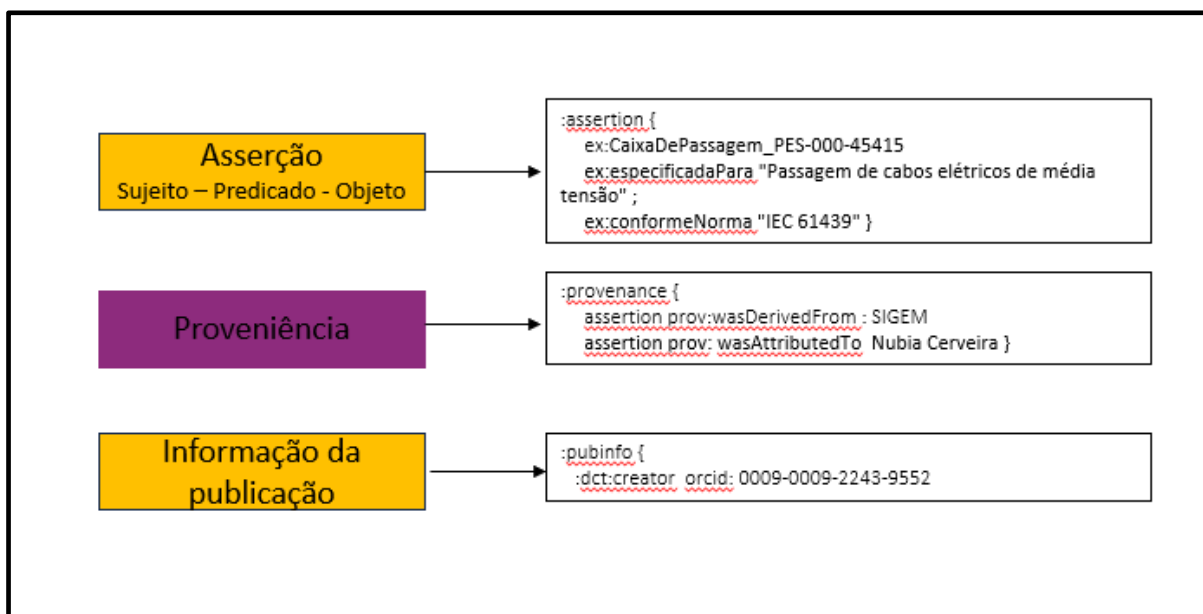 Asserção
Sujeito – Predicado - Objeto
:assertion {
ex:CaixaDePassagem_PES-000-45415
ex:especificadaPara "Passagem de cabos elétricos de média
tensão" ;
ex:conformeNorma "IEC 61439" }
Proveniência
:provenance {
assertion prov:wasDerivedFrom : SIGEM
assertion prov: wasAttributedTo Nubia Cerveira }
Informação da
publicação
:pubinfo {
:dct:creator orcid: 0009-0009-2243-9552